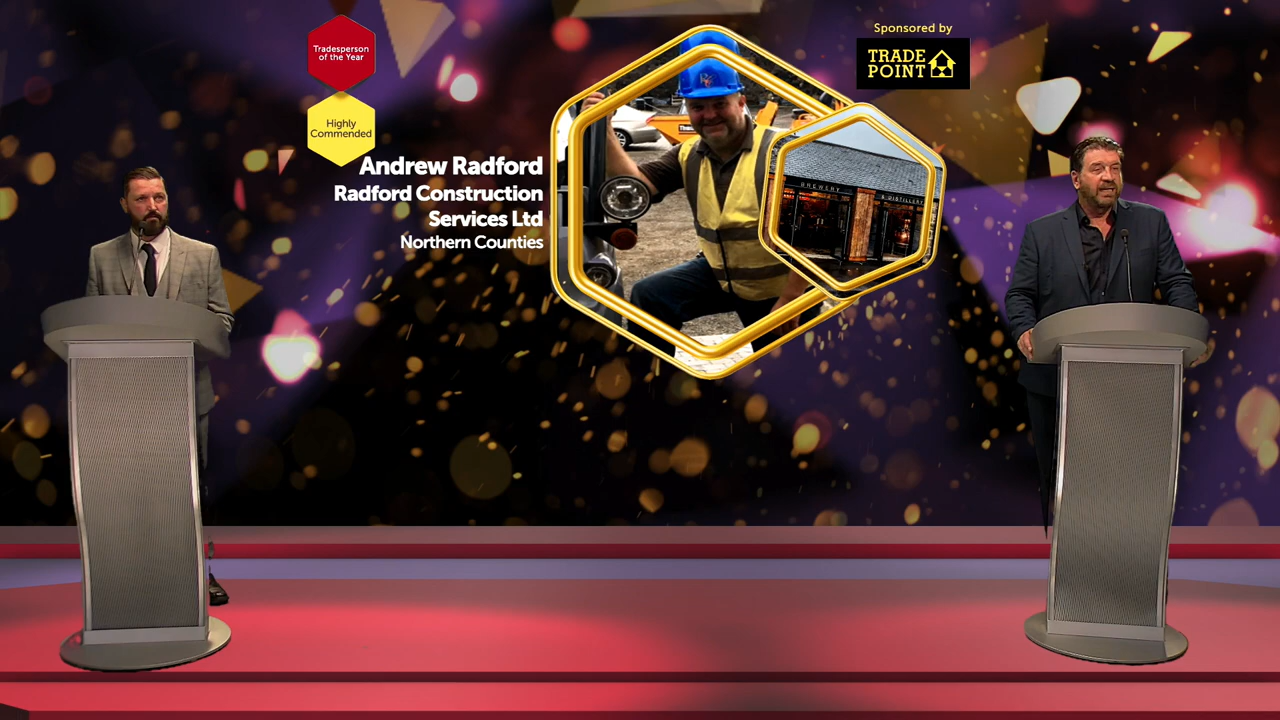 Tradesperson
of the Year
Highly
Commended
Andrew Radford
Radford Construction
Services Ltd
Northern Counties
Sponsored by
TRADE
POINT
BREWERY
& DISTILLERY